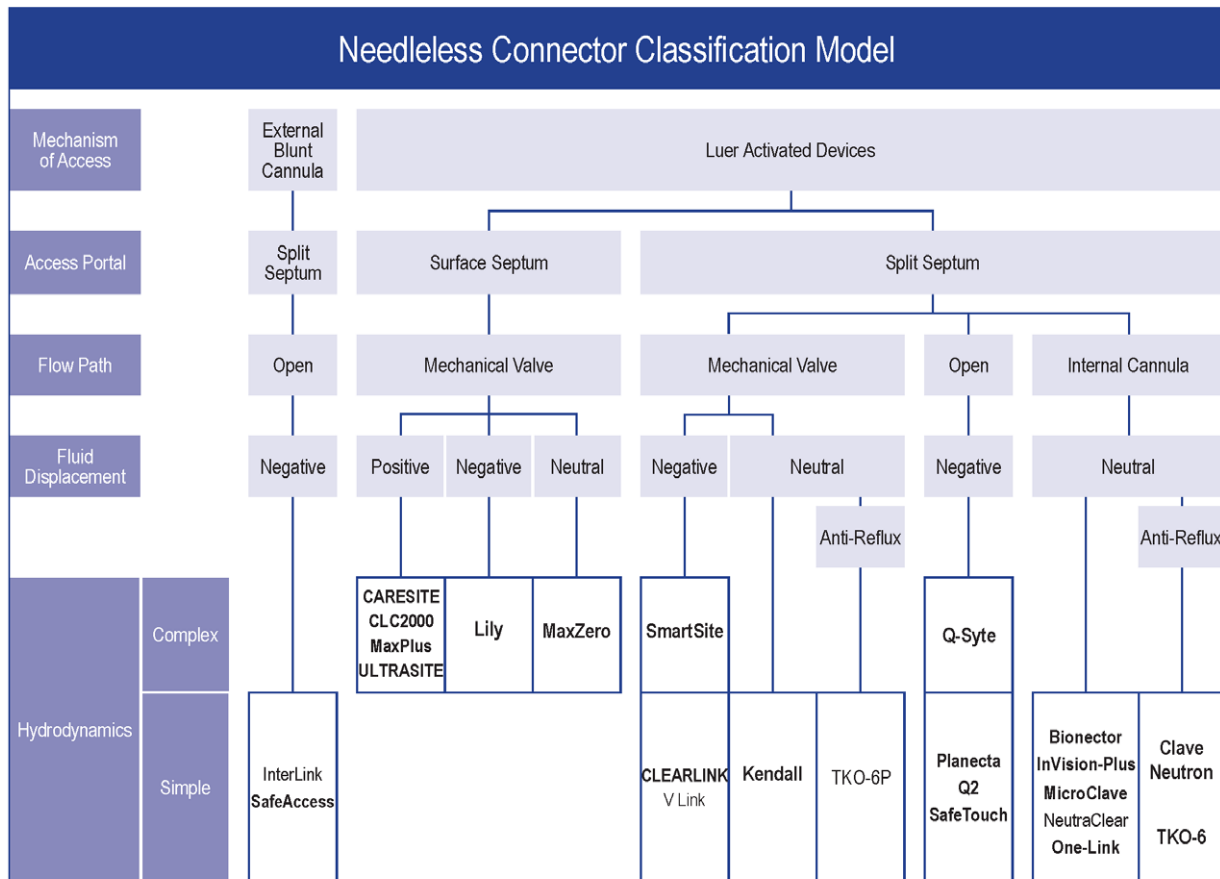 Needleless Connector Classification Model
Mechanism
of Access
External
Blunt
Cannula
Luer Activated Devices
Access Portal
Split
Septum
Surface Septum
Split Septum
Flow Path
Open
Mechanical Valve
Mechanical Valve
Open
Internal Cannula
Fluid
Displacement
Negative
Positive
Negative
Neutral
Negative
Neutral
Negative
Neutral
Anti-Reflux
Anti-Reflux
Hydrodynamics
Complex
CARESITE
CLC2000
MaxPlus
ULTRASITE
Lily
MaxZero
SmartSite
Q-Syte
Simple
InterLink
SafeAccess
CLEARLINK
V Link
Kendall
TKO-6P
Planecta
Q2
SafeTouch
Bionector
InVision-Plus
MicroClave
NeutraClear
One-Link
Clave
Neutron
TKO-6